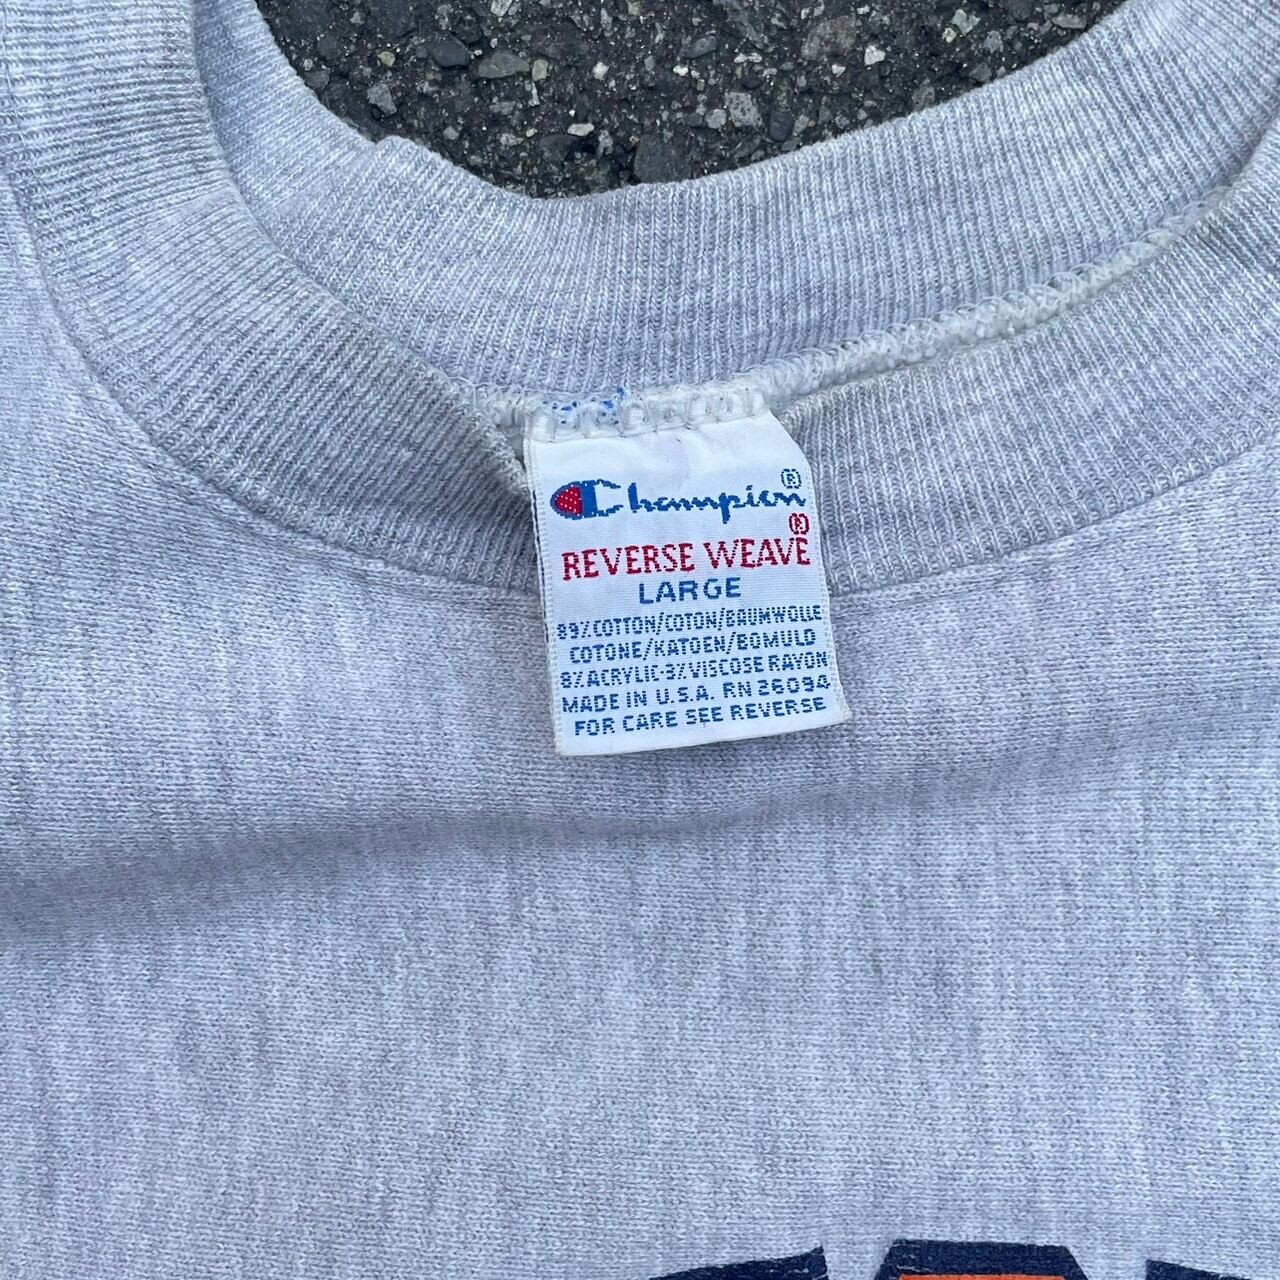 Champion®
REVERSE WEAVE®
LARGE
89% COTTON/COTON/BAUMWOLLE
COTONE/KATOEN/BOMULD
8% ACRYLIC·3% VISCOSE RAYON
MADE IN U.S.A. RN 26094
FOR CARE SEE REVERSE